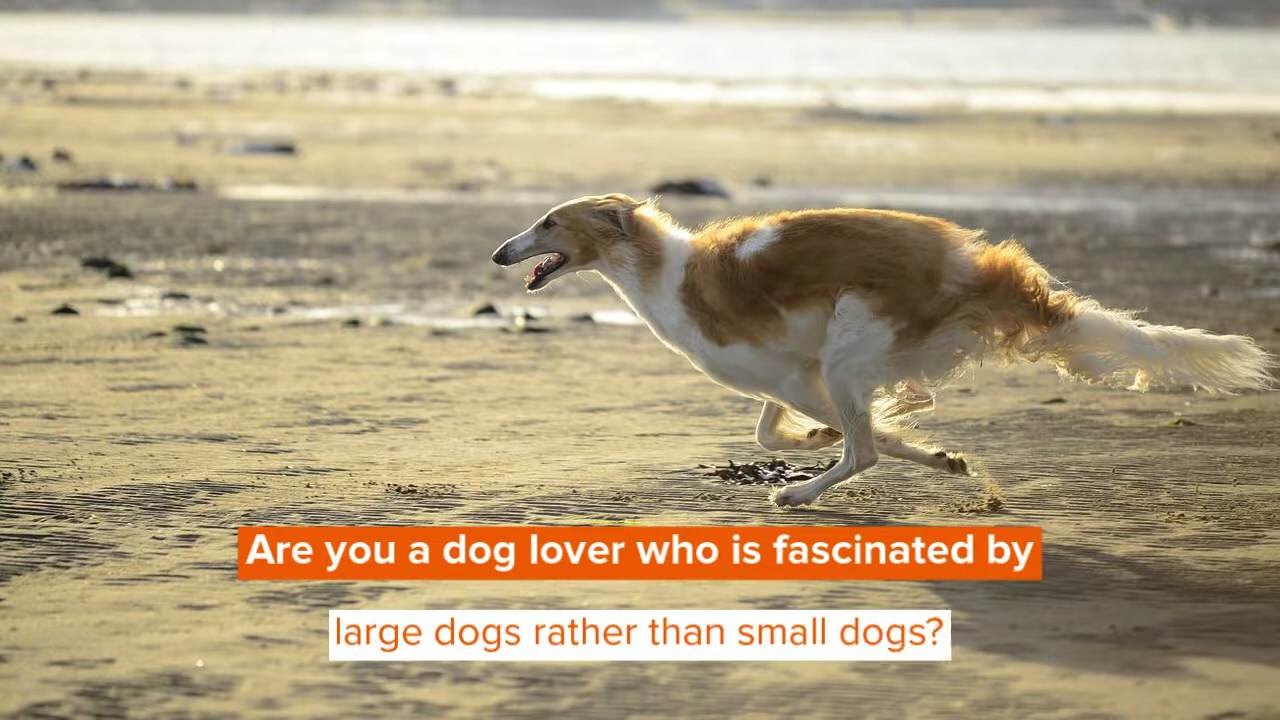 Are you a dog lover who is fascinated by
large dogs rather than small dogs?